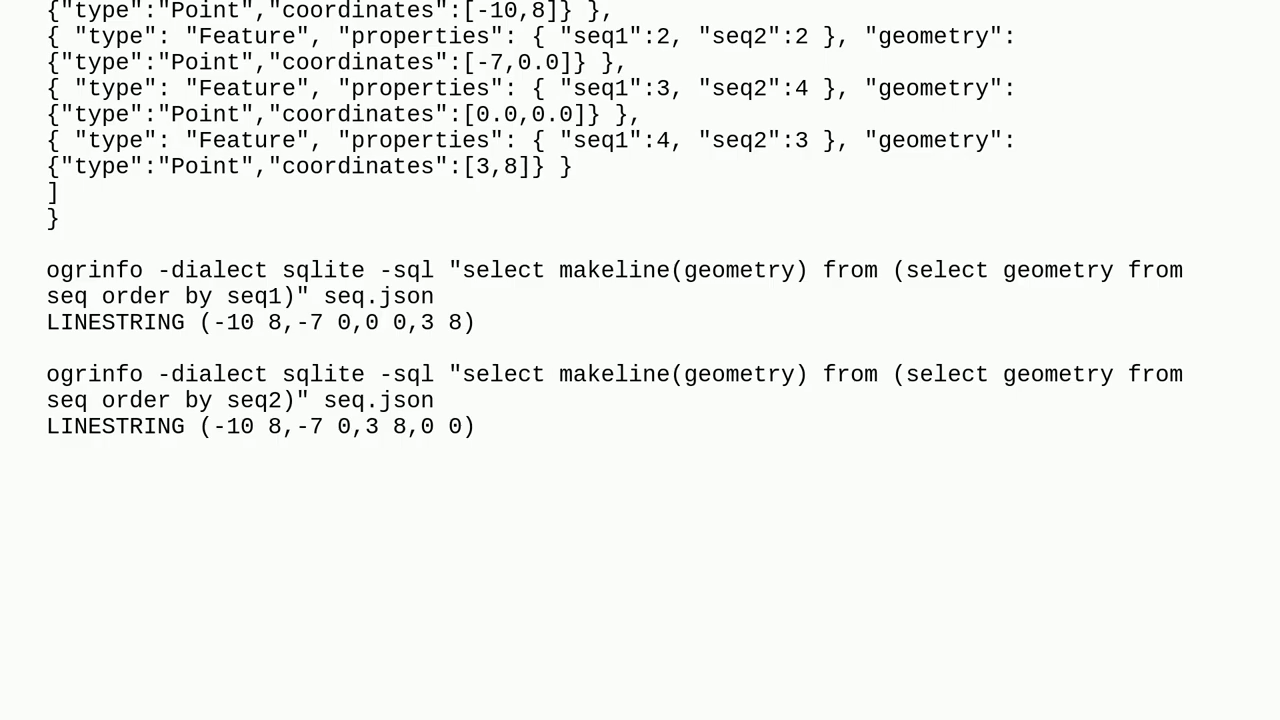 {"type":"Point","coordinates":[-10,8]} },
{ "type": "Feature", "properties": { "seq1":2, "seq2":2 }, "geometry":
{"type":"Point","coordinates":[-7,0.0]} },
{ "type": "Feature", "properties": { "seq1":3, "seq2":4 }, "geometry":
{"type":"Point","coordinates":[0.0,0.0]} },
{ "type": "Feature", "properties": { "seq1":4, "seq2":3 }, "geometry":
{"type":"Point","coordinates":[3,8]} }
]
}
ogrinfo -dialect sqlite -sql "select makeline(geometry) from (select geometry from
seq order by seq1)" seq.json
LINESTRING (-10 8,-7 0,0 0,3 8)
ogrinfo -dialect sqlite -sql "select makeline(geometry) from (select geometry from
seq order by seq2)" seq.json
LINESTRING (-10 8,-7 0,3 8,0 0)